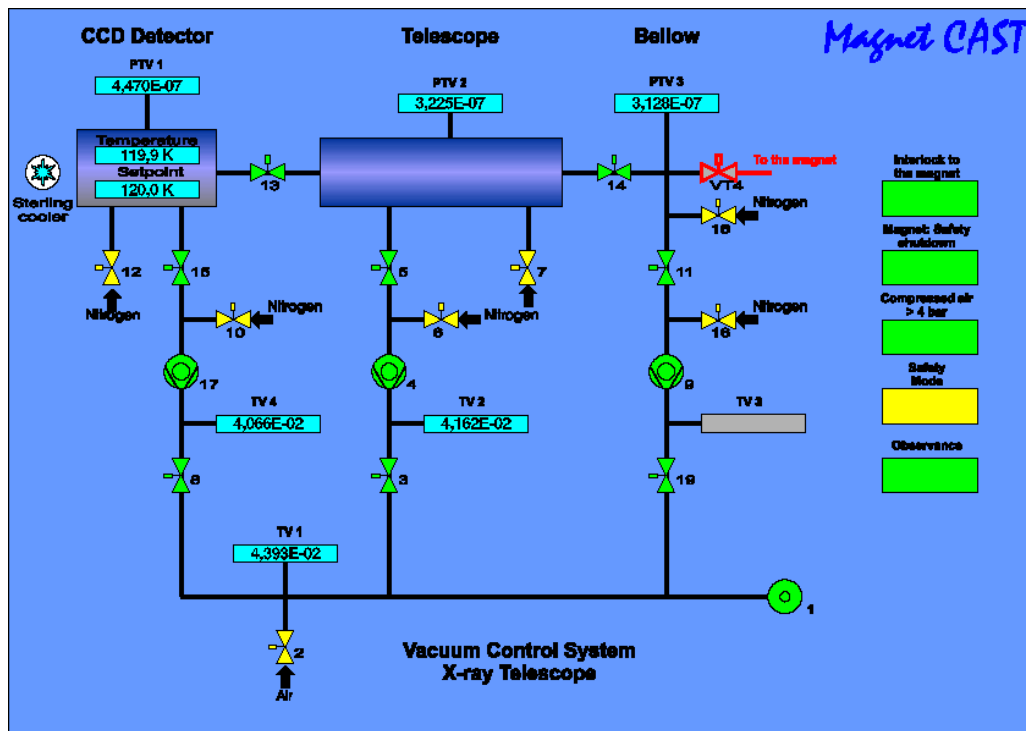 CCD Detector
Telescope
Bellow
Magnet CAST
PTV 1
4,470E-07
PTV 2
3,225E-07
PTV 3
3,128E-07
Temperature
119,9 K
Setpoint
120,0 K
Sterling
cooler
13
14
VT4
To the magnet
Interlock to
the magnet
Nitrogen
18
Magnet: Safety
shutdown
12
15
5
7
11
Nitrogen
Nitrogen
Nitrogen
10
Nitrogen
6
Nitrogen
16
Compressed air
> 4 bar
17
4
9
Safety
Mode
TV 4
4,066E-02
TV 2
4,162E-02
TV 3
Observance
8
3
19
TV 1
4,393E-02
1
2
Air
Vacuum Control System
X-ray Telescope